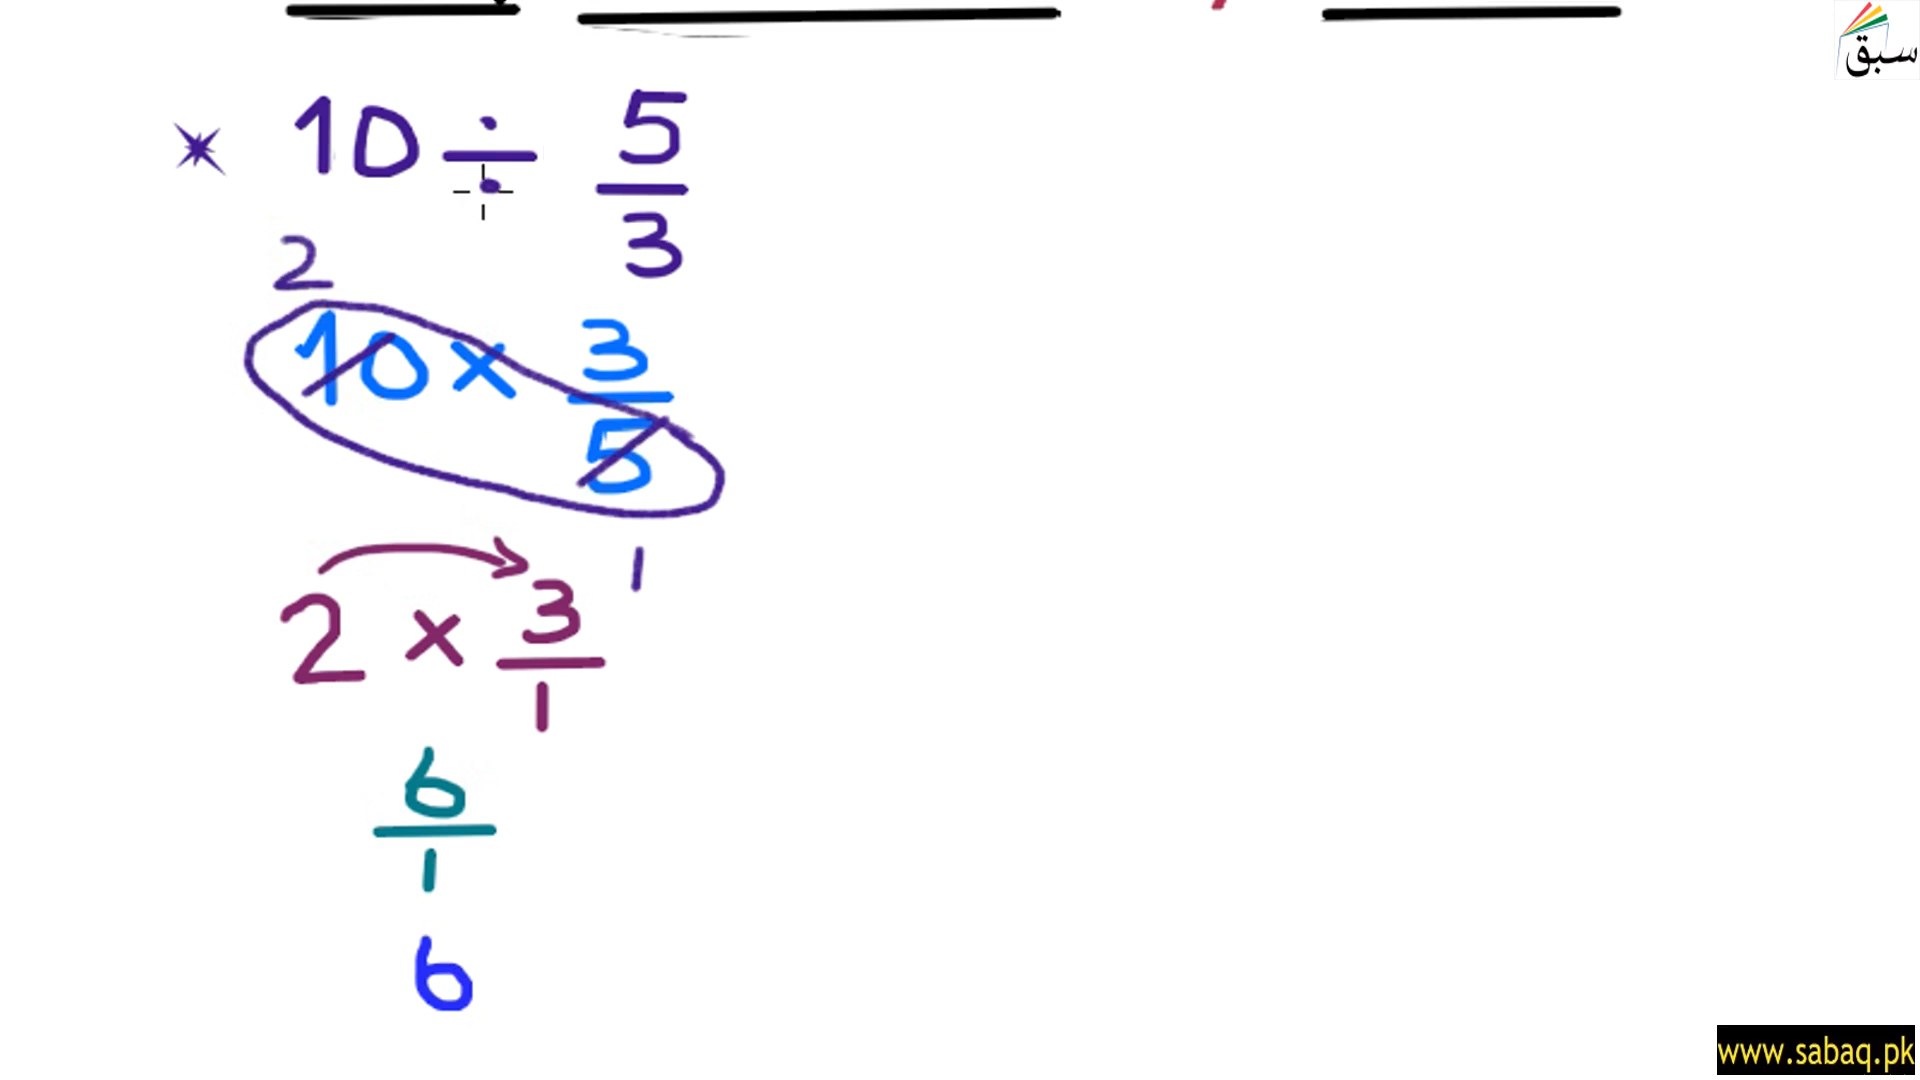 سبق
* 10 ÷ 5/3
2
10 × 3/5
1
2 × 3/1
6/1
6
www.sabaq.pk